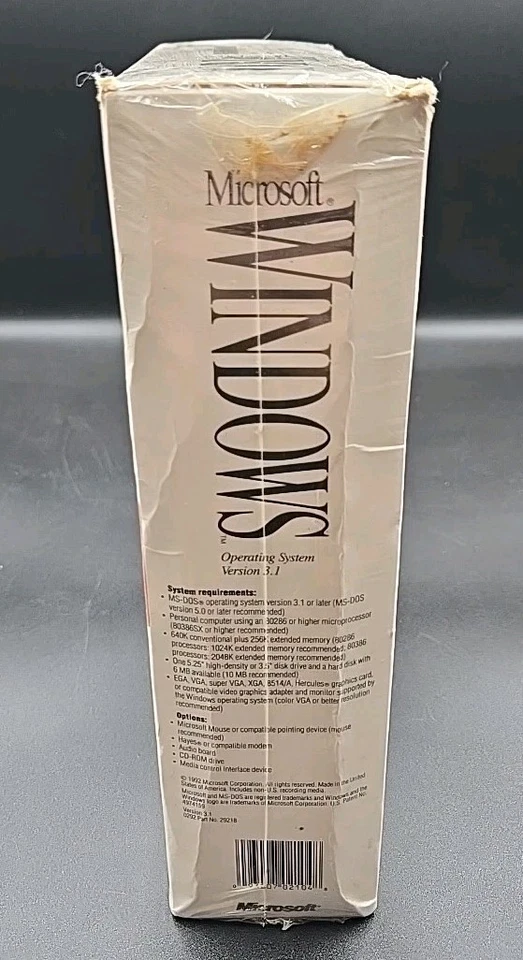 Microsoft®
WINDOWS™
Operating System
Version 3.1
System requirements:
• MS-DOS® operating system version 3.1 or later (MS-DOS
version 5.0 or later recommended)
• Personal computer using an 80286 or higher microprocessor
(80386SX or higher recommended)
• 640K conventional plus 256K extended memory (80286
processors: 1024K extended memory recommended; 80386
processors: 2048K extended memory recommended)
• One 5.25" high-density or 3.5" disk drive and a hard disk with
6 MB available (10 MB recommended)
• EGA, VGA, super VGA, XGA, 8514/A, Hercules® graphics card,
or compatible video graphics adapter and monitor supported by
the Windows operating system (color VGA or better resolution
recommended)
Options:
• Microsoft Mouse or compatible pointing device (mouse
recommended)
• Hayes® or compatible modem
• Audio board
• CD-ROM drive
• Media control interface device
© 1992 Microsoft Corporation. All rights reserved. Made in the United
States of America. Includes non-U.S. recording media.
Microsoft and MS-DOS are registered trademarks and Windows and the
Windows logo are trademarks of Microsoft Corporation. U.S. Patent No.
4974159
Version 3.1
0292 Part No. 29218
Microsoft®